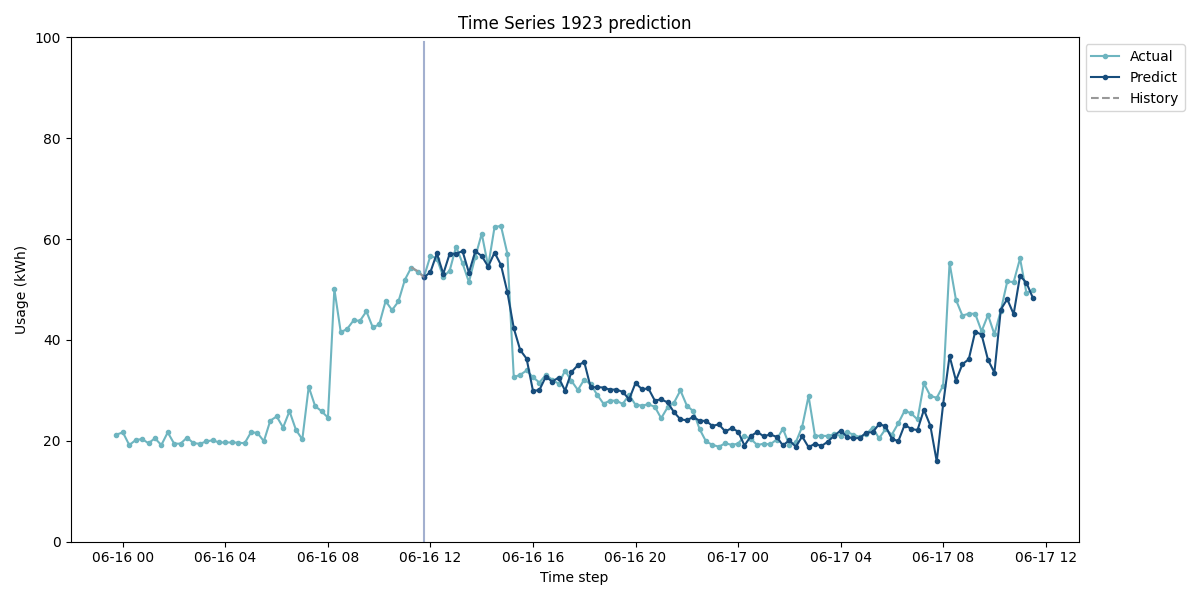 Time Series 1923 prediction
100
80
60
40
20
0
Usage (kWh)
06-16 00
06-16 04
06-16 08
06-16 12
06-16 16
06-16 20
06-17 00
06-17 04
06-17 08
06-17 12
Time step
Actual
Predict
History